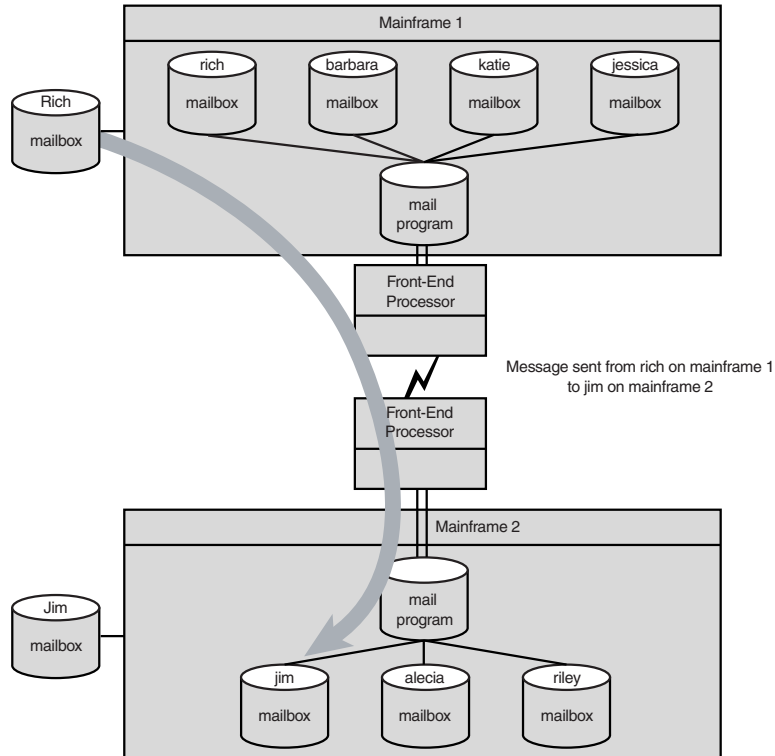 Mainframe 1
rich
barbara
katie
jessica
mailbox
mailbox
mailbox
mailbox
Rich
mailbox
mail
program
Front-End
Processor
Message sent from rich on mainframe 1
to jim on mainframe 2
Front-End
Processor
Mainframe 2
mail
program
Jim
mailbox
jim
alecia
riley
mailbox
mailbox
mailbox